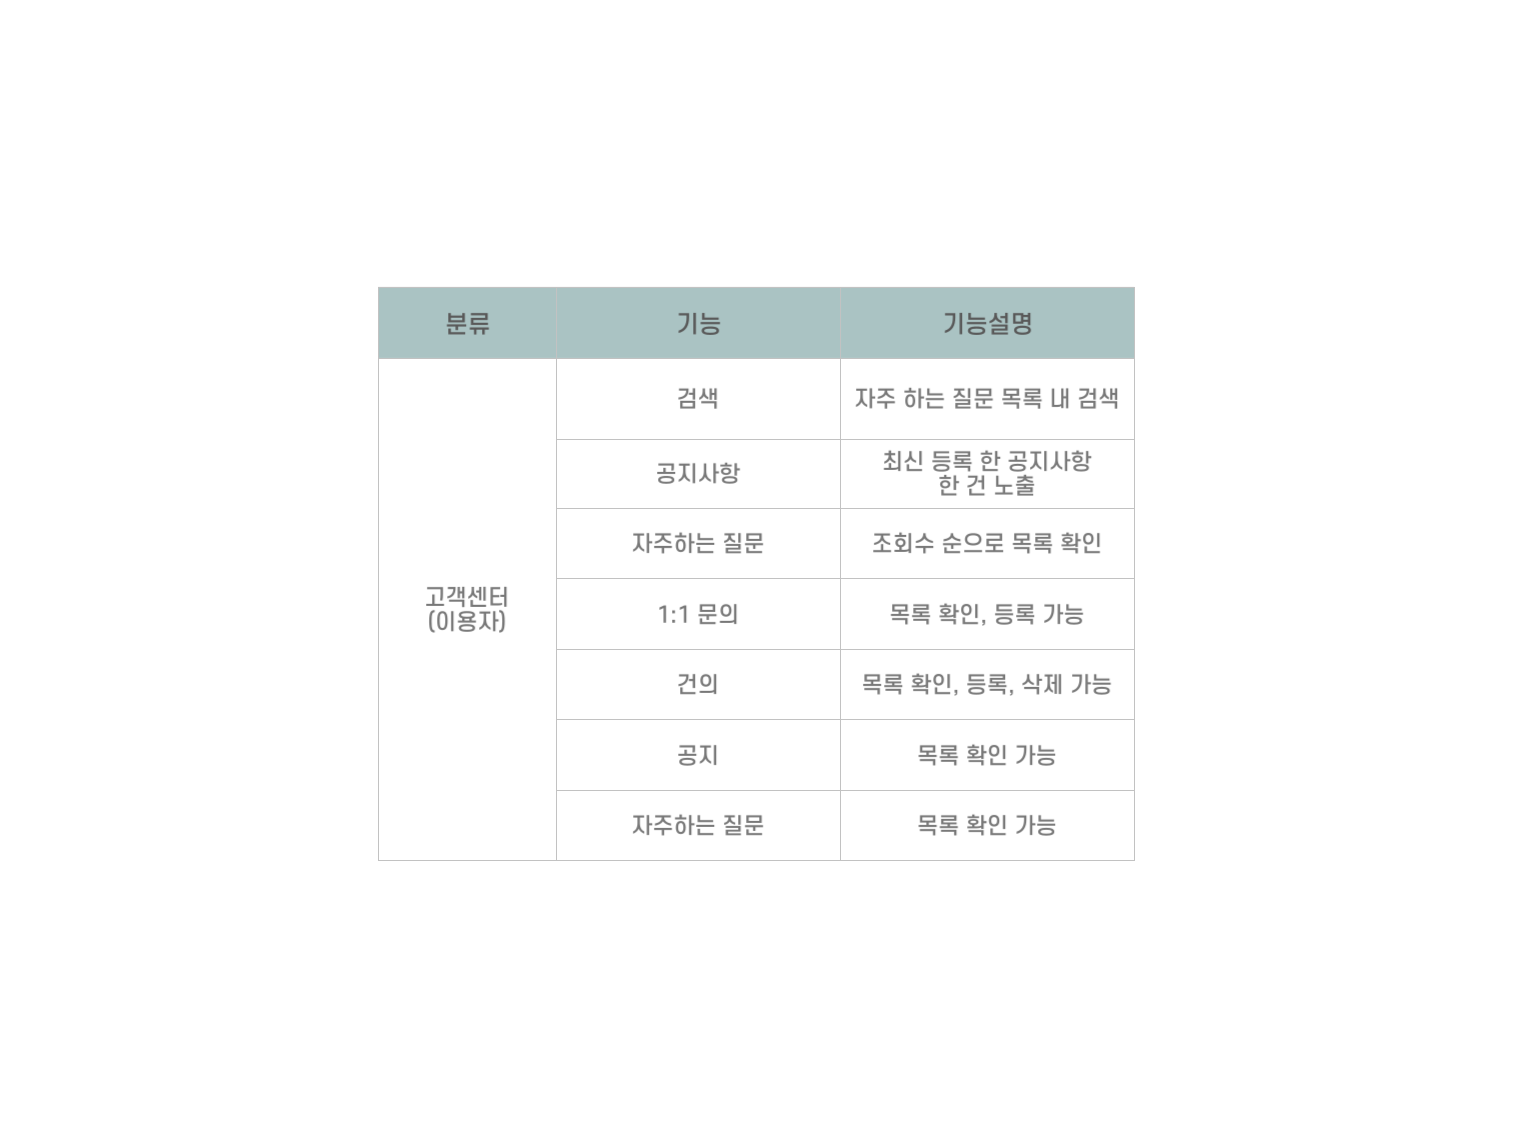 분류
기능
기능설명
고객센터
(이용자)
검색
자주 하는 질문 목록 내 검색
공지사항
최신 등록 한 공지사항
한 건 노출
자주하는 질문
조회수 순으로 목록 확인
1:1 문의
목록 확인, 등록 가능
건의
목록 확인, 등록, 삭제 가능
공지
목록 확인 가능
자주하는 질문
목록 확인 가능